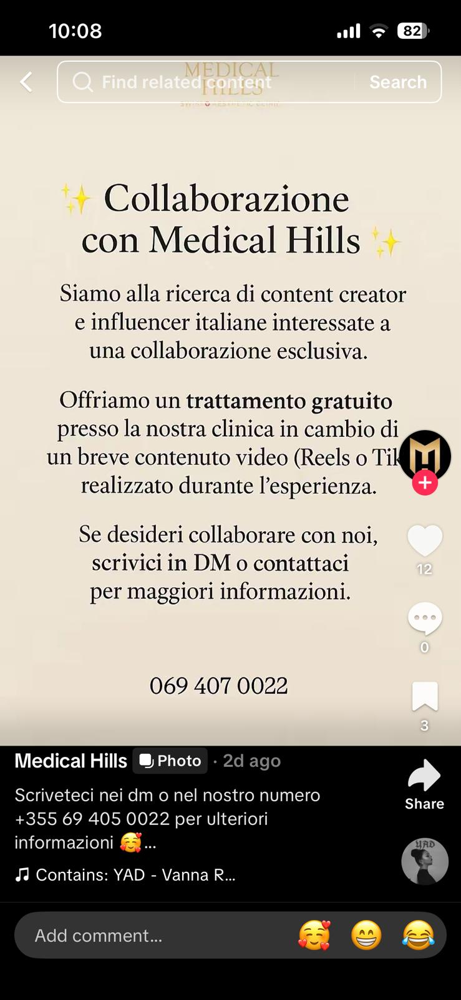 10:08
82
MEDICAL
HILLS
Find related content
Search
SWISS AESTHETIC CLINIC
✨ Collaborazione
con Medical Hills ✨
Siamo alla ricerca di content creator
e influencer italiane interessate a
una collaborazione esclusiva.
Offriamo un trattamento gratuito
presso la nostra clinica in cambio di
un breve contenuto video (Reels o Tik
realizzato durante l’esperienza.
Se desideri collaborare con noi,
scrivici in DM o contattaci
per maggiori informazioni.
069 407 0022
12
0
3
Medical Hills Photo · 2d ago
Scriveteci nei dm o nel nostro numero
+355 69 405 0022 per ulteriori
informazioni 🥰...
Share
YAD
Contains: YAD - Vanna R...
Add comment...